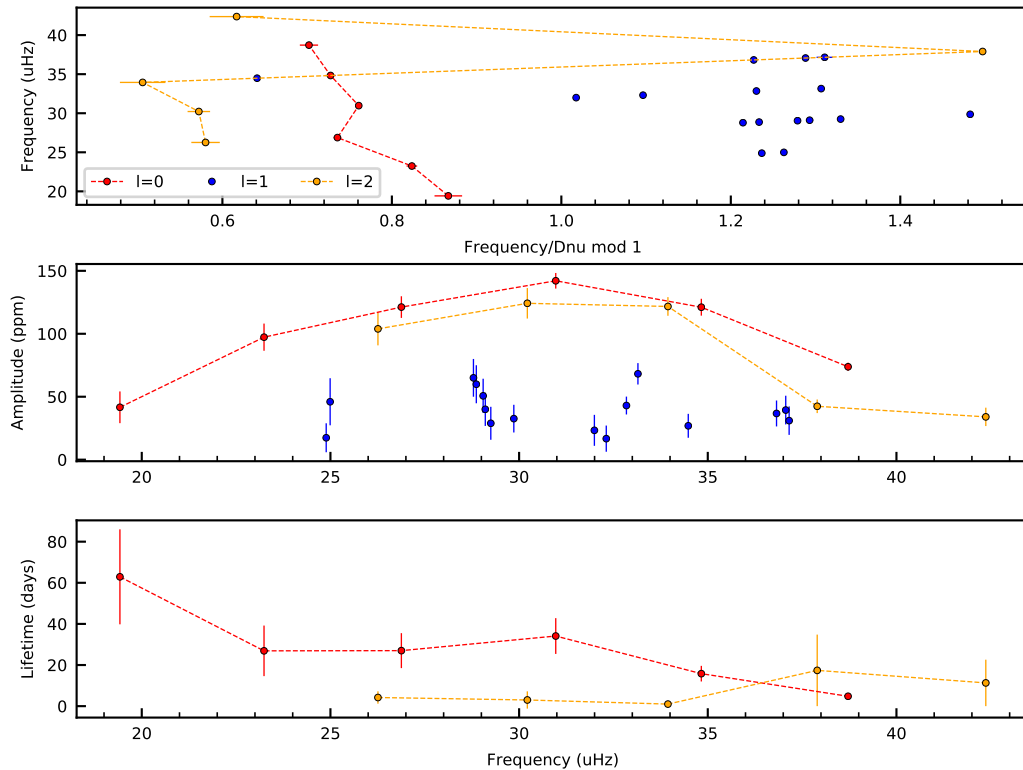 Frequency (uHz)
40
35
30
25
20
l=0 l=1 l=2
0.6 0.8 1.0 1.2 1.4
Frequency/Dnu mod 1
Amplitude (ppm)
150
100
50
0
20 25 30 35 40
Lifetime (days)
80
60
40
20
0
20 25 30 35 40
Frequency (uHz)